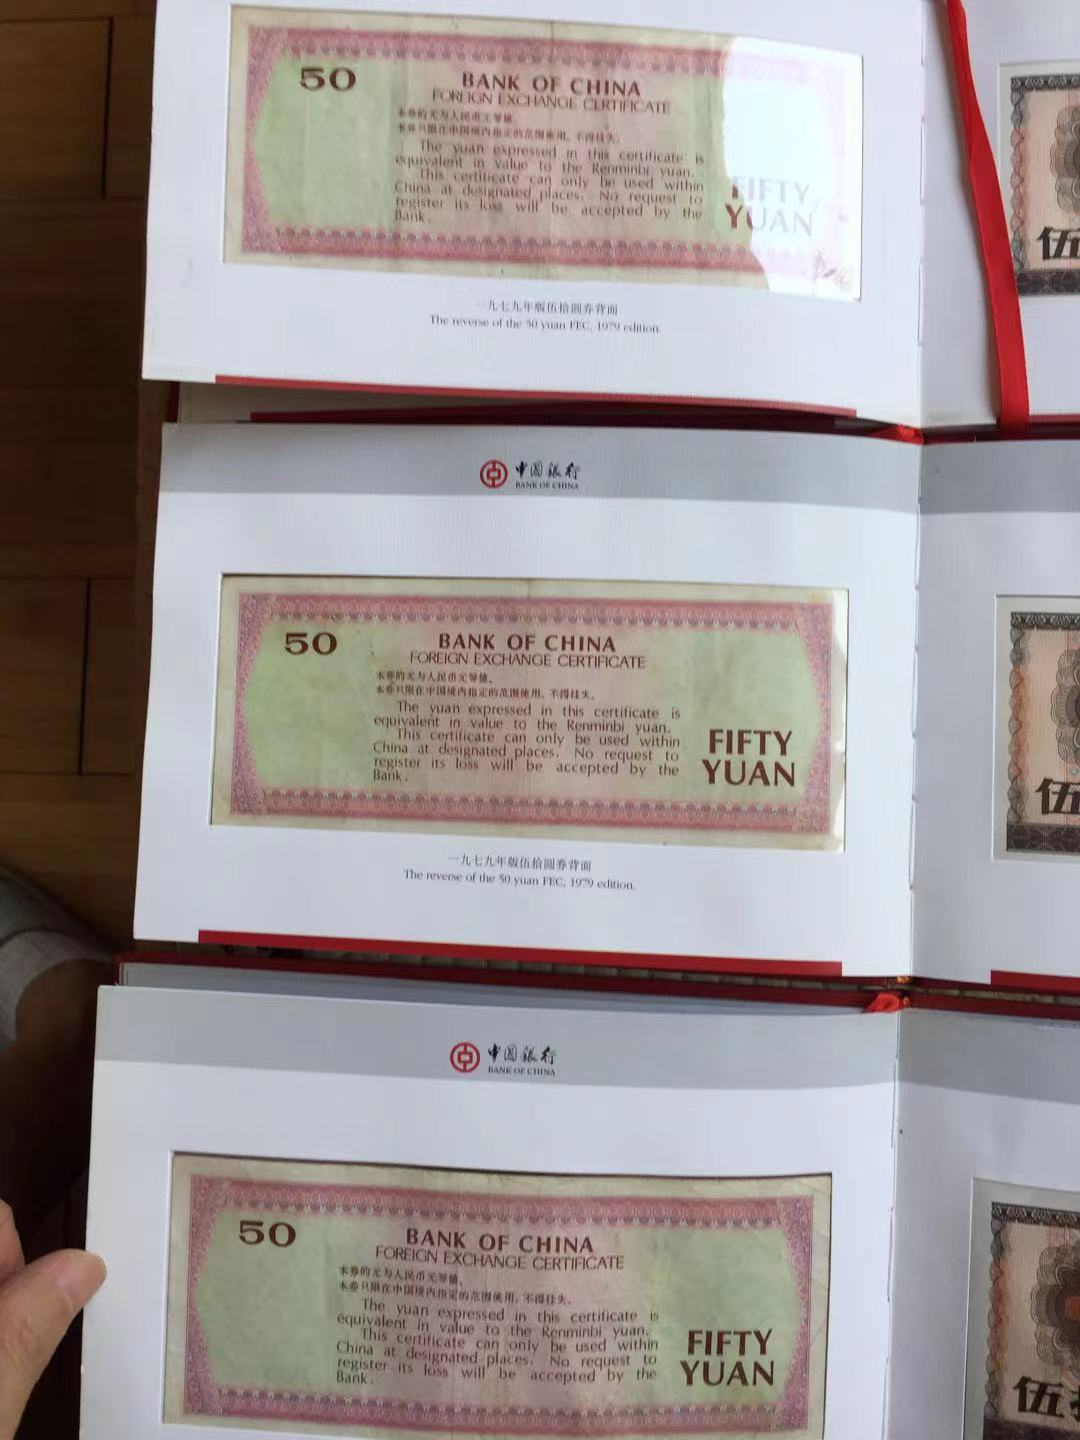 50
BANK OF CHINA
FOREIGN EXCHANGE CERTIFICATE
本券的元与人民币元等值。
本券只限在中国境内指定的范围使用,不得挂失。
The yuan expressed in this certificate is
equivalent in value to the Renminbi yuan.
This certificate can only be used within
China at designated places. No request to
register its loss will be accepted by the
Bank.
FIFTY
YUAN
一九七九年版伍拾圆券背面
The reverse of the 50 yuan FEC, 1979 edition.
伍
中国银行
BANK OF CHINA
50
BANK OF CHINA
FOREIGN EXCHANGE CERTIFICATE
本券的元与人民币元等值。
本券只限在中国境内指定的范围使用,不得挂失。
The yuan expressed in this certificate is
equivalent in value to the Renminbi yuan.
This certificate can only be used within
China at designated places. No request to
register its loss will be accepted by the
Bank.
FIFTY
YUAN
一九七九年版伍拾圆券背面
The reverse of the 50 yuan FEC, 1979 edition.
伍
中国银行
BANK OF CHINA
50
BANK OF CHINA
FOREIGN EXCHANGE CERTIFICATE
本券的元与人民币元等值。
本券只限在中国境内指定的范围使用,不得挂失。
The yuan expressed in this certificate is
equivalent in value to the Renminbi yuan.
This certificate can only be used within
China at designated places. No request to
register its loss will be accepted by the
Bank.
FIFTY
YUAN
伍